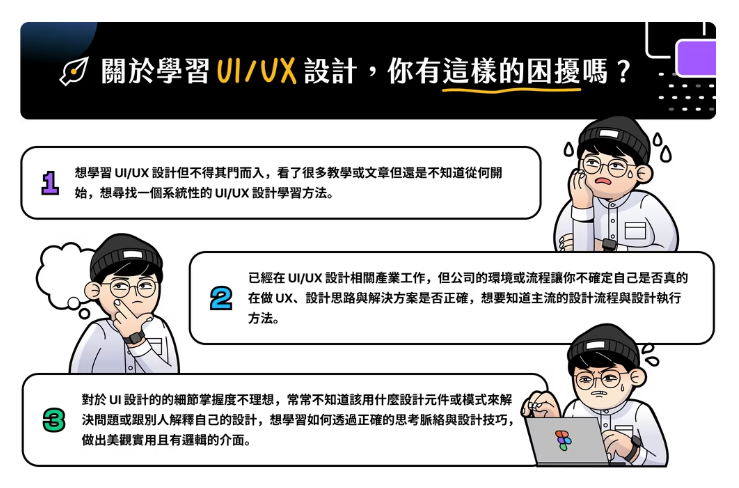 關於學習 UI/UX 設計，你有這樣的困擾嗎？
1
想學習 UI/UX 設計但不得其門而入，看了很多教學或文章但還是不知道從何開
始，想尋找一個系統性的 UI/UX 設計學習方法。
2
已經在 UI/UX 設計相關產業工作，但公司的環境或流程讓你不確定自己是否真的
在做 UX、設計思路與解決方案是否正確，想要知道主流的設計流程與設計執行
方法。
3
對於 UI 設計的的細節掌握度不理想，常常不知道該用什麼設計元件或模式來解
決問題或跟別人解釋自己的設計，想學習如何透過正確的思考脈絡與設計技巧，
做出美觀實用且有邏輯的介面。